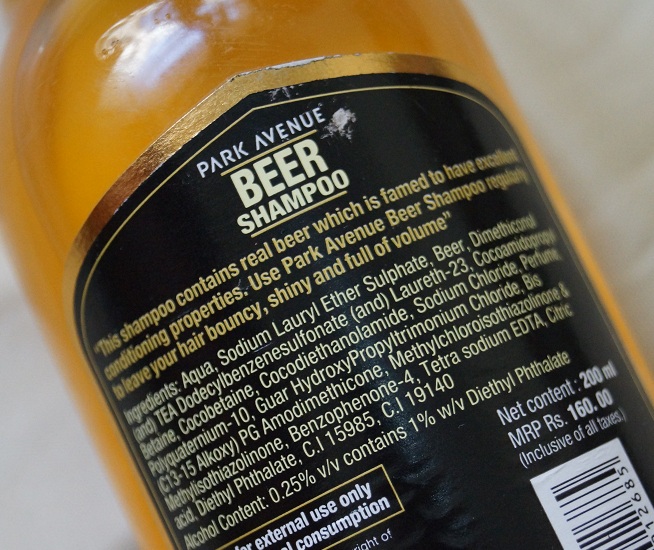 PARK AVENUE
BEER
SHAMPOO
"This shampoo contains real beer which is famed to have excellent
conditioning properties. Use Park Avenue Beer Shampoo regularly
to leave your hair bouncy, shiny and full of volume"
Ingredients: Aqua, Sodium Lauryl Ether Sulphate, Beer, Dimethiconol
(and) TEA Dodecylbenzenesulfonate (and) Laureth-23, Cocoamidopropyl
Betaine, Cocobetaine, Cocodiethanolamide, Sodium Chloride, Perfume,
Polyquaternium-10, Guar HydroxyPropyltrimonium Chloride, Bis
(C13-15 Alkoxy) PG Amodimethicone, Methylchloroisothiazolinone &
Methylisothiazolinone, Benzophenone-4, Tetra sodium EDTA, Citric
acid, Diethyl Phthalate, C.I 15985, C.I 19140
Alcohol Content: 0.25% v/v contains 1% w/v Diethyl Phthalate
Net content: 200 ml
MRP Rs. 160.00
(Inclusive of all taxes.)
for external use only
consumption